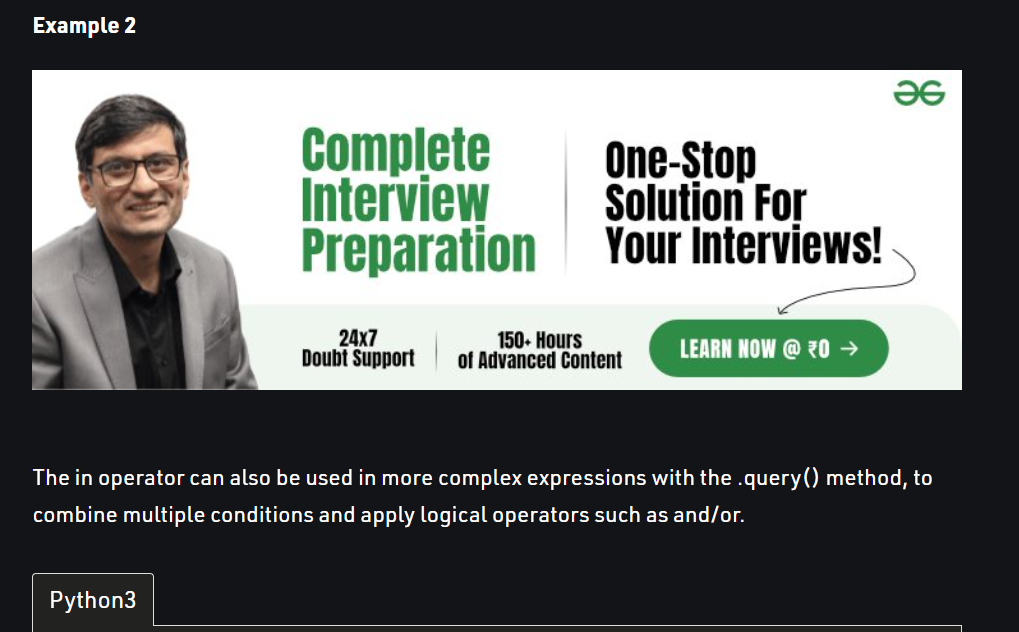 Example 2
Complete
Interview
Preparation
One-Stop
Solution For
Your Interviews!
24x7
Doubt Support
150+ Hours
of Advanced Content
LEARN NOW @ ₹0 →
The in operator can also be used in more complex expressions with the .query() method, to
combine multiple conditions and apply logical operators such as and/or.
Python3